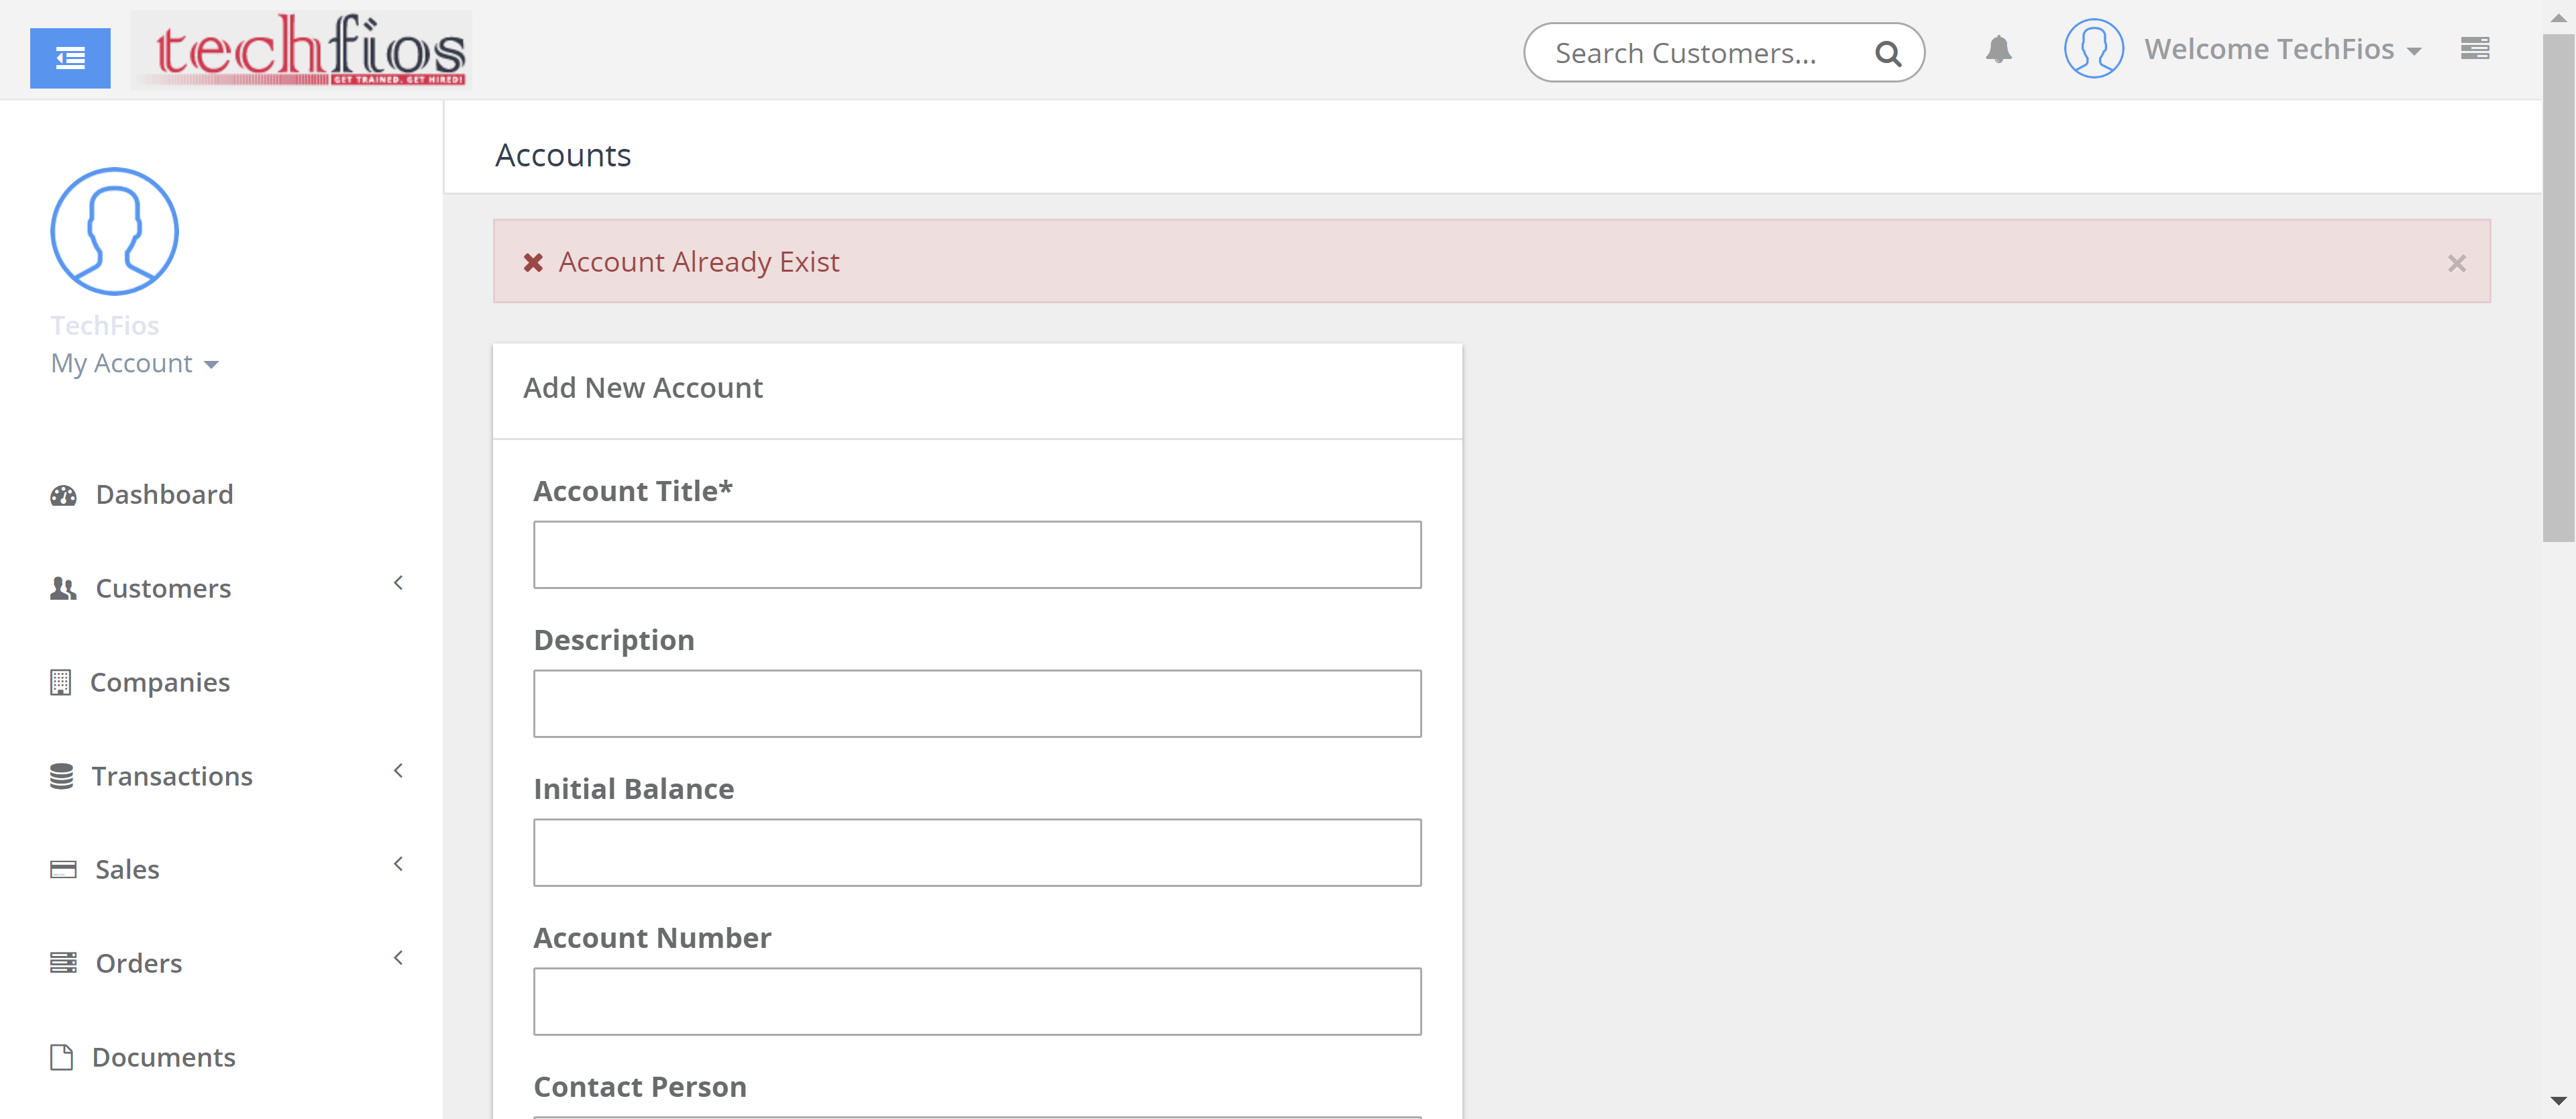 techfios
GET TRAINED. GET HIRED!
Search Customers...
Welcome TechFios
TechFios
My Account
Dashboard
Customers
Companies
Transactions
Sales
Orders
Documents
Accounts
Account Already Exist
Add New Account
Account Title*
Description
Initial Balance
Account Number
Contact Person